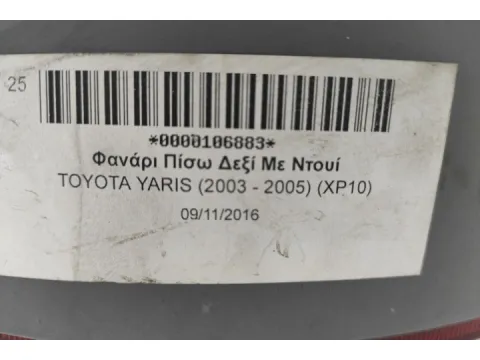 25
*0000106883*
Φανάρι Πίσω Δεξί Με Ντουί
TOYOTA YARIS (2003 - 2005) (XP10)
09/11/2016